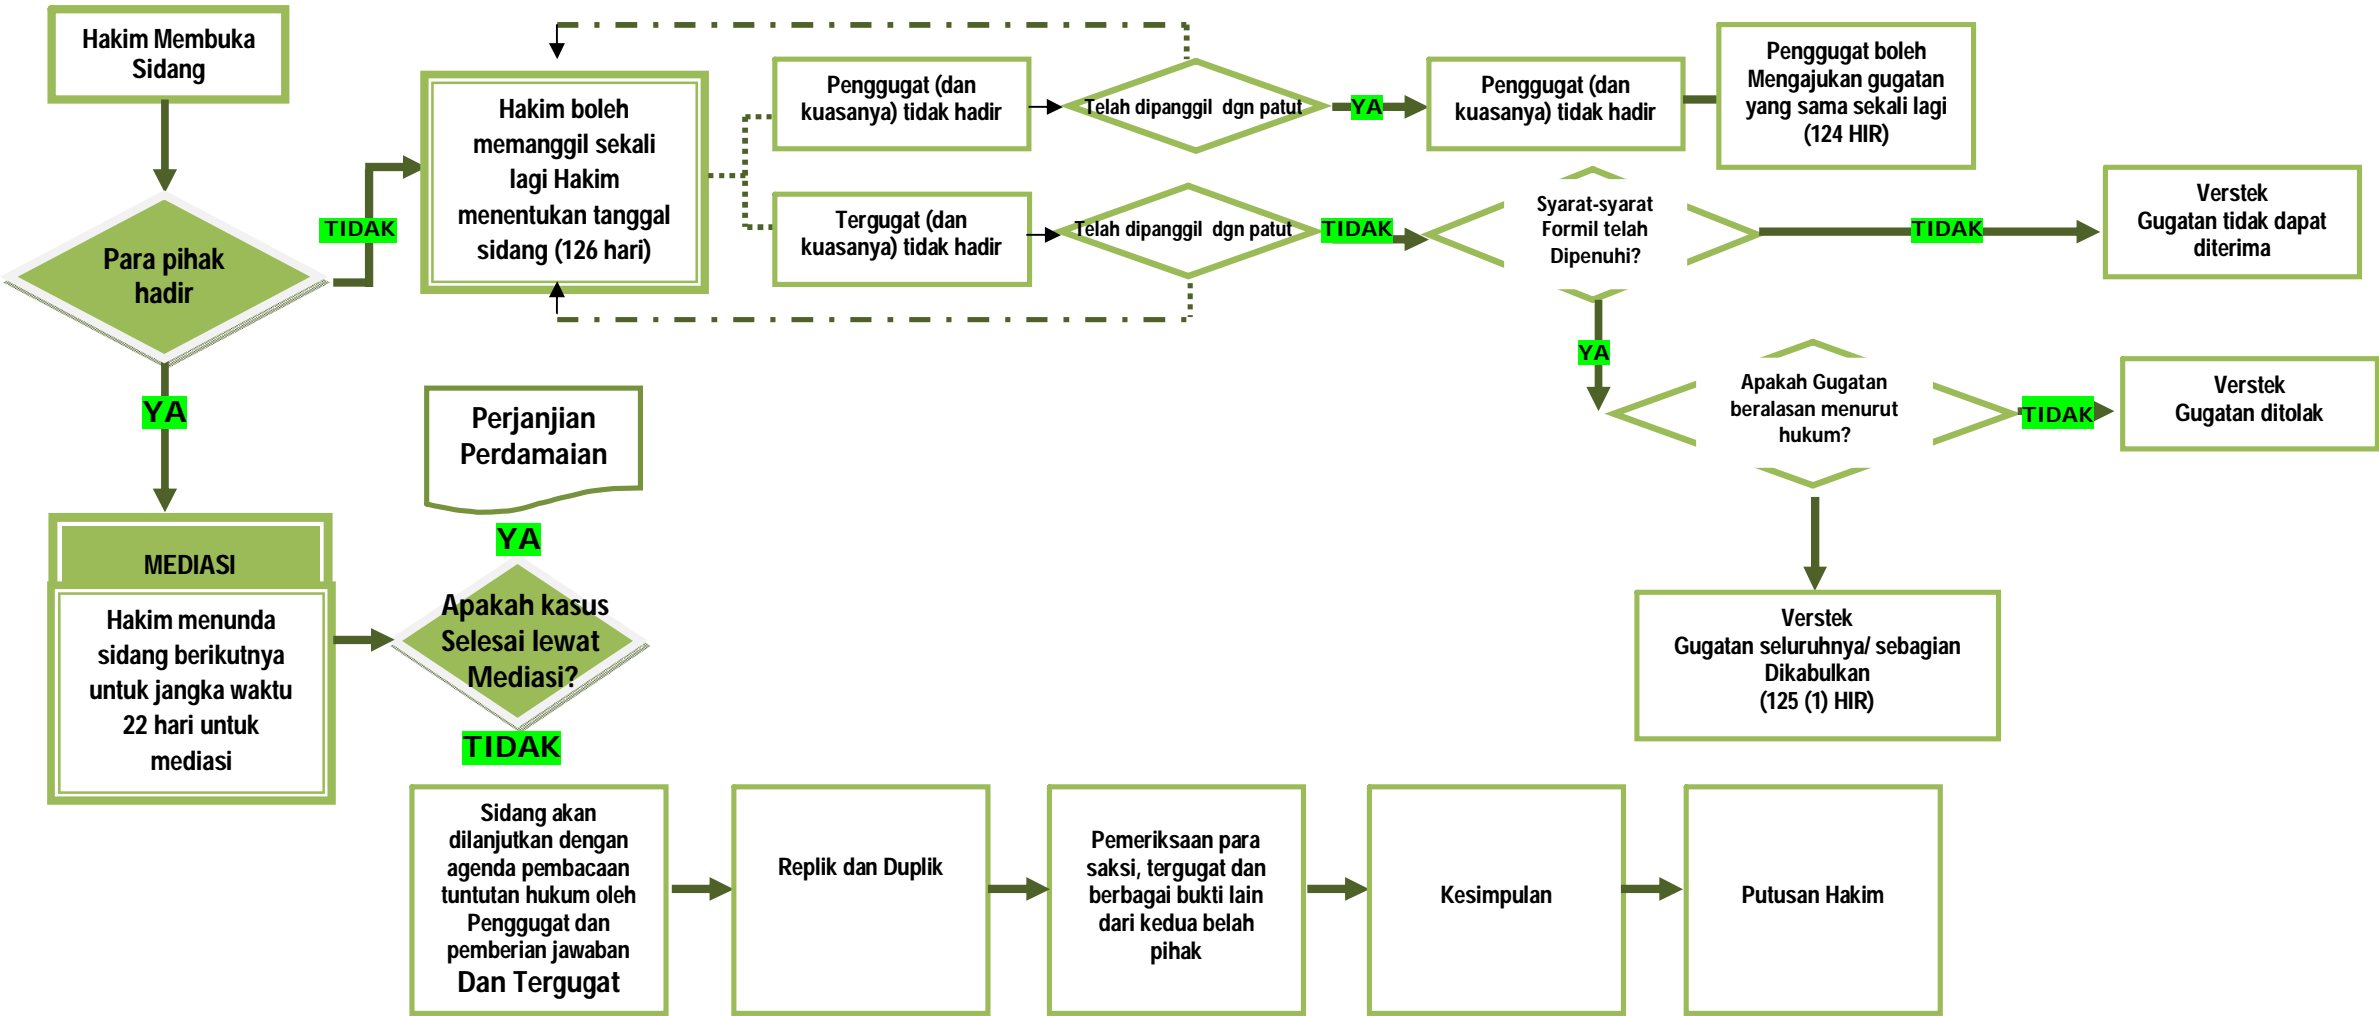 Hakim Membuka
Sidang
Para pihak
hadir
TIDAK
YA
Hakim boleh
memanggil sekali
lagi Hakim
menentukan tanggal
sidang (126 hari)
Penggugat (dan
kuasanya) tidak hadir
Telah dipanggil dgn patut
YA
Penggugat (dan
kuasanya) tidak hadir
Penggugat boleh
Mengajukan gugatan
yang sama sekali lagi
(124 HIR)
Tergugat (dan
kuasanya) tidak hadir
Telah dipanggil dgn patut
TIDAK
Syarat-syarat
Formil telah
Dipenuhi?
TIDAK
Verstek
Gugatan tidak dapat
diterima
YA
Apakah Gugatan
beralasan menurut
hukum?
TIDAK
Verstek
Gugatan ditolak
Verstek
Gugatan seluruhnya/ sebagian
Dikabulkan
(125 (1) HIR)
MEDIASI
Hakim menunda
sidang berikutnya
untuk jangka waktu
22 hari untuk
mediasi
Perjanjian
Perdamaian
YA
Apakah kasus
Selesai lewat
Mediasi?
TIDAK
Sidang akan
dilanjutkan dengan
agenda pembacaan
tuntutan hukum oleh
Penggugat dan
pemberian jawaban
Dan Tergugat
Replik dan Duplik
Pemeriksaan para
saksi, tergugat dan
berbagai bukti lain
dari kedua belah
pihak
Kesimpulan
Putusan Hakim